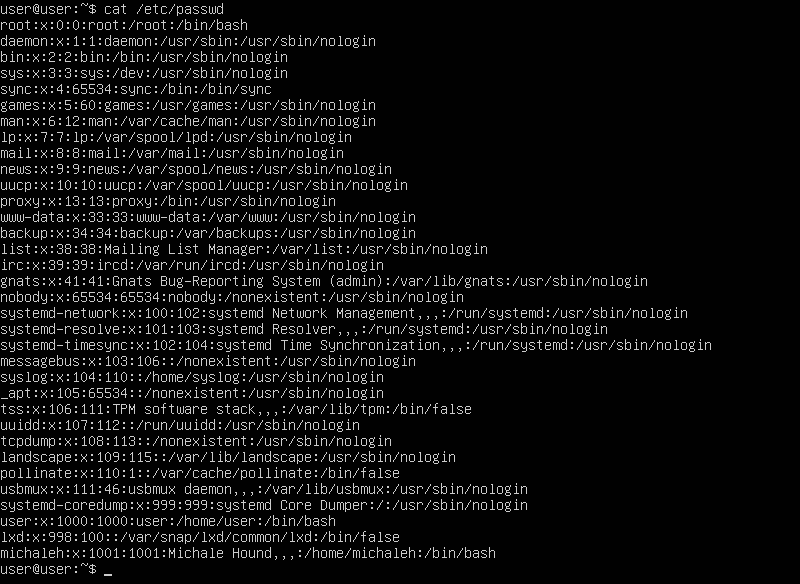 user@user:~$ cat /etc/passwd
root:x:0:0:root:/root:/bin/bash
daemon:x:1:1:daemon:/usr/sbin:/usr/sbin/nologin
bin:x:2:2:bin:/bin:/usr/sbin/nologin
sys:x:3:3:sys:/dev:/usr/sbin/nologin
sync:x:4:65534:sync:/bin:/bin/sync
games:x:5:60:games:/usr/games:/usr/sbin/nologin
man:x:6:12:man:/var/cache/man:/usr/sbin/nologin
lp:x:7:7:lp:/var/spool/lpd:/usr/sbin/nologin
mail:x:8:8:mail:/var/mail:/usr/sbin/nologin
news:x:9:9:news:/var/spool/news:/usr/sbin/nologin
uucp:x:10:10:uucp:/var/spool/uucp:/usr/sbin/nologin
proxy:x:13:13:proxy:/bin:/usr/sbin/nologin
www-data:x:33:33:www-data:/var/www:/usr/sbin/nologin
backup:x:34:34:backup:/var/backups:/usr/sbin/nologin
list:x:38:38:Mailing List Manager:/var/list:/usr/sbin/nologin
irc:x:39:39:ircd:/var/run/ircd:/usr/sbin/nologin
gnats:x:41:41:Gnats Bug-Reporting System (admin):/var/lib/gnats:/usr/sbin/nologin
nobody:x:65534:65534:nobody:/nonexistent:/usr/sbin/nologin
systemd-network:x:100:102:systemd Network Management,,,:/run/systemd:/usr/sbin/nologin
systemd-resolve:x:101:103:systemd Resolver,,,:/run/systemd:/usr/sbin/nologin
systemd-timesync:x:102:104:systemd Time Synchronization,,,:/run/systemd:/usr/sbin/nologin
messagebus:x:103:106::/nonexistent:/usr/sbin/nologin
syslog:x:104:110::/home/syslog:/usr/sbin/nologin
_apt:x:105:65534::/nonexistent:/usr/sbin/nologin
tss:x:106:111:TPM software stack,,,:/var/lib/tpm:/bin/false
uuidd:x:107:112::/run/uuidd:/usr/sbin/nologin
tcpdump:x:108:113::/nonexistent:/usr/sbin/nologin
landscape:x:109:115::/var/lib/landscape:/usr/sbin/nologin
pollinate:x:110:1::/var/cache/pollinate:/bin/false
usbmux:x:111:46:usbmux daemon,,,:/var/lib/usbmux:/usr/sbin/nologin
systemd-coredump:x:999:999:systemd Core Dumper:/:/usr/sbin/nologin
user:x:1000:1000:user:/home/user:/bin/bash
lxd:x:998:100::/var/snap/lxd/common/lxd:/bin/false
michaleh:x:1001:1001:Michale Hound,,,:/home/michaleh:/bin/bash
user@user:~$ _